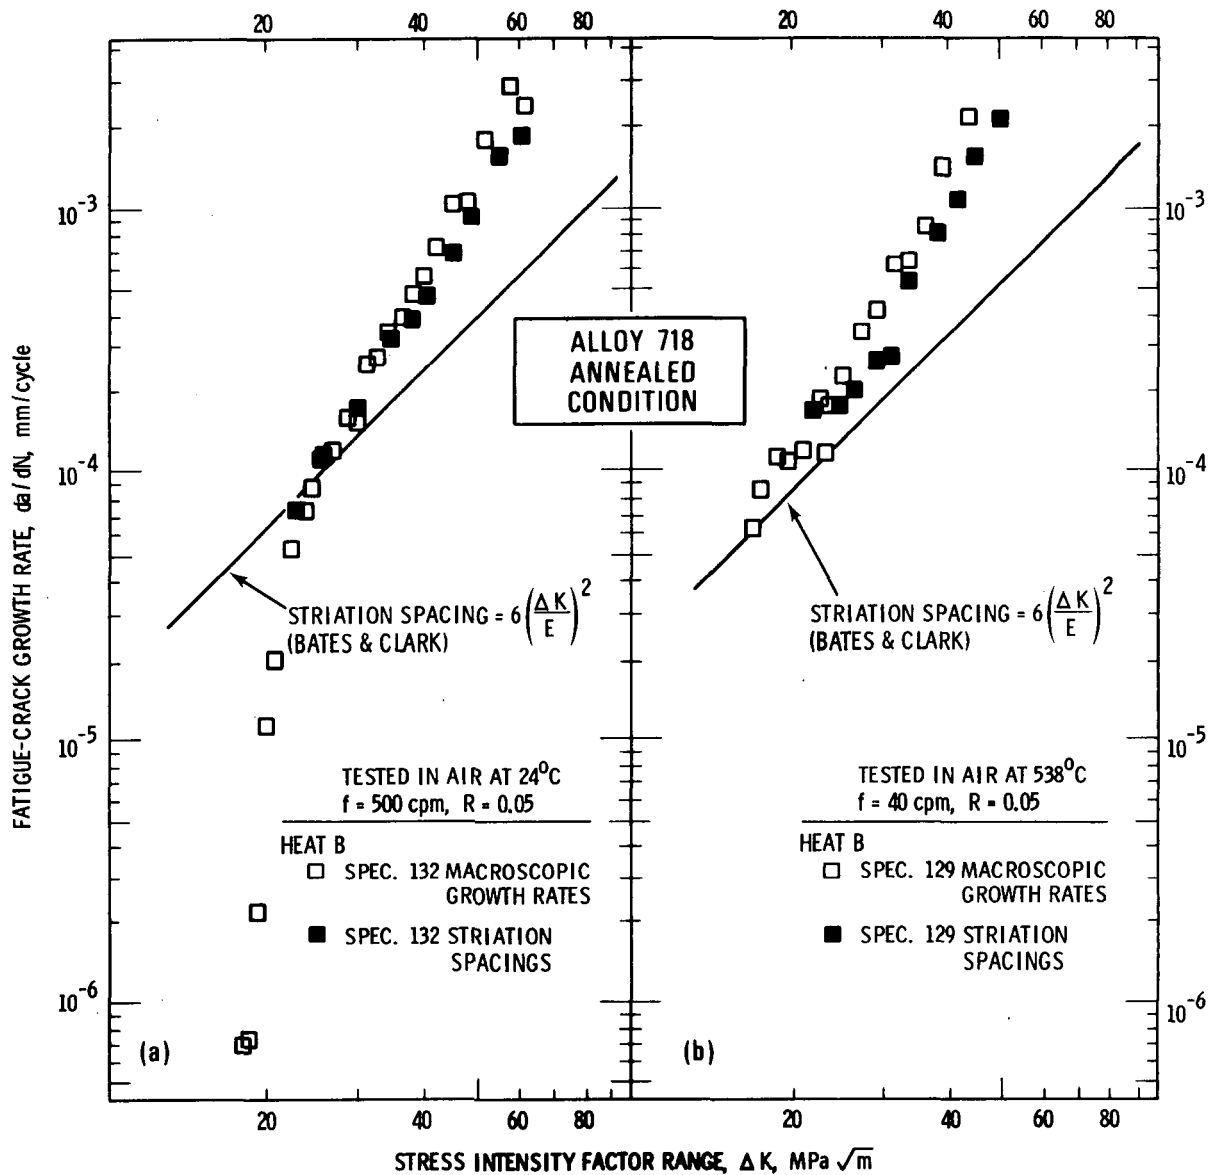 20 40 60 80 20 40 60 80
FATIGUE-CRACK GROWTH RATE, da/dN, mm/cycle
10-3
10-4
10-5
10-6
10-3
10-4
10-5
10-6
ALLOY 718
ANNEALED
CONDITION
STRIATION SPACING = 6 (ΔK/E)2
(BATES & CLARK)
TESTED IN AIR AT 24°C
f = 500 cpm, R = 0.05
HEAT B
SPEC. 132 MACROSCOPIC
GROWTH RATES
SPEC. 132 STRIATION
SPACINGS
(a)
STRIATION SPACING = 6 (ΔK/E)2
(BATES & CLARK)
TESTED IN AIR AT 538°C
f = 40 cpm, R = 0.05
HEAT B
SPEC. 129 MACROSCOPIC
GROWTH RATES
SPEC. 129 STRIATION
SPACINGS
(b)
20 40 60 80 20 40 60 80
STRESS INTENSITY FACTOR RANGE, ΔK, MPa √m